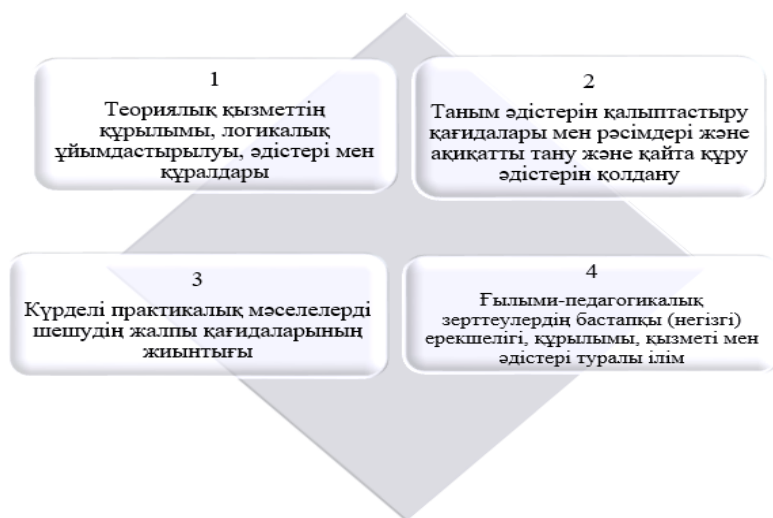 1
Теориялық қызметтің
құрылымы, логикалық
ұйымдастырылуы, әдістері мен
құралдары
2
Таным әдістерін қалыптастыру
қағидалары мен рәсімдері және
ақиқатты тану және қайта құру
әдістерін қолдану
3
Күрделі практикалық мәселелерді
шешудің жалпы қағидаларының
жиынтығы
4
Ғылыми-педагогикалық
зерттеулердің бастапқы (негізгі)
ерекшелігі, құрылымы, қызметі мен
әдістері туралы ілім